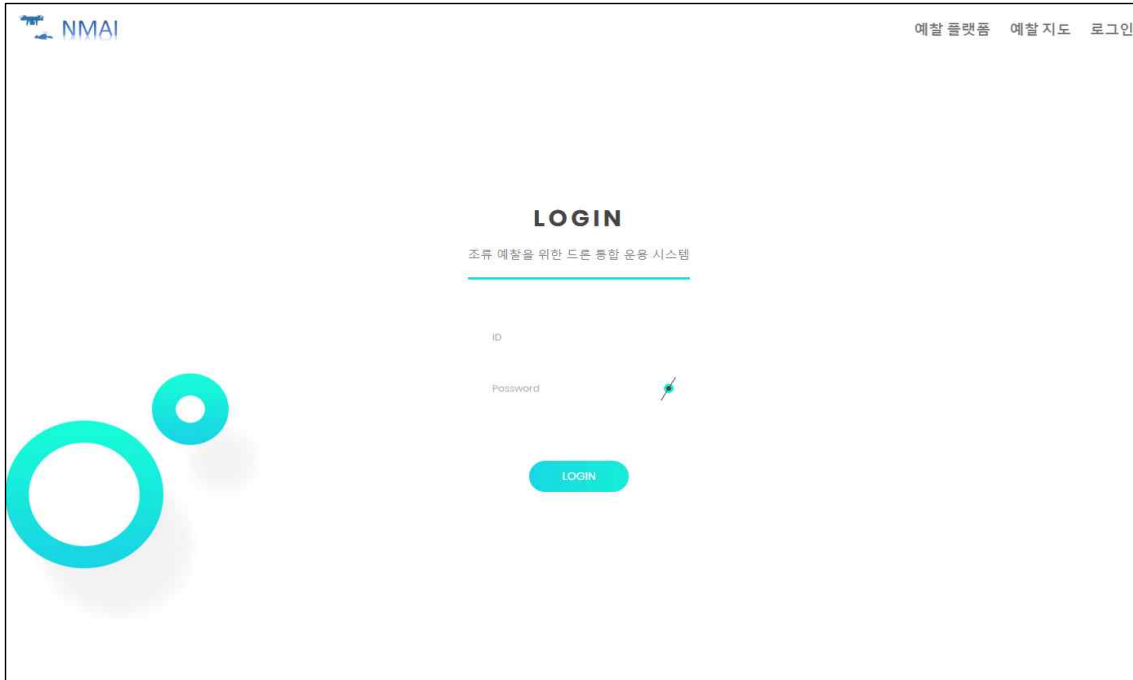 NMAI
예찰 플랫폼 예찰 지도 로그인
LOGIN
조류 예찰을 위한 드론 통합 운용 시스템
ID
Password
LOGIN